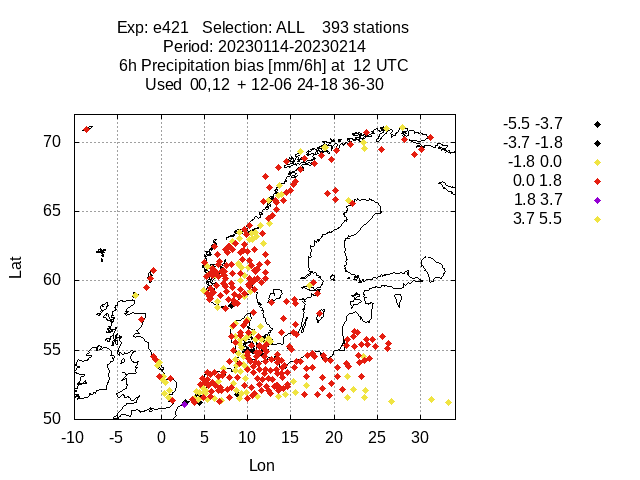 Exp: e421   Selection: ALL    393 stations
Period: 20230114-20230214
6h Precipitation bias [mm/6h] at  12 UTC
Used  00,12  + 12-06 24-18 36-30
-5.5 -3.7
-3.7 -1.8
-1.8 0.0
0.0 1.8
1.8 3.7
3.7 5.5
70
65
60
55
50
Lat
-10 -5 0 5 10 15 20 25 30
Lon